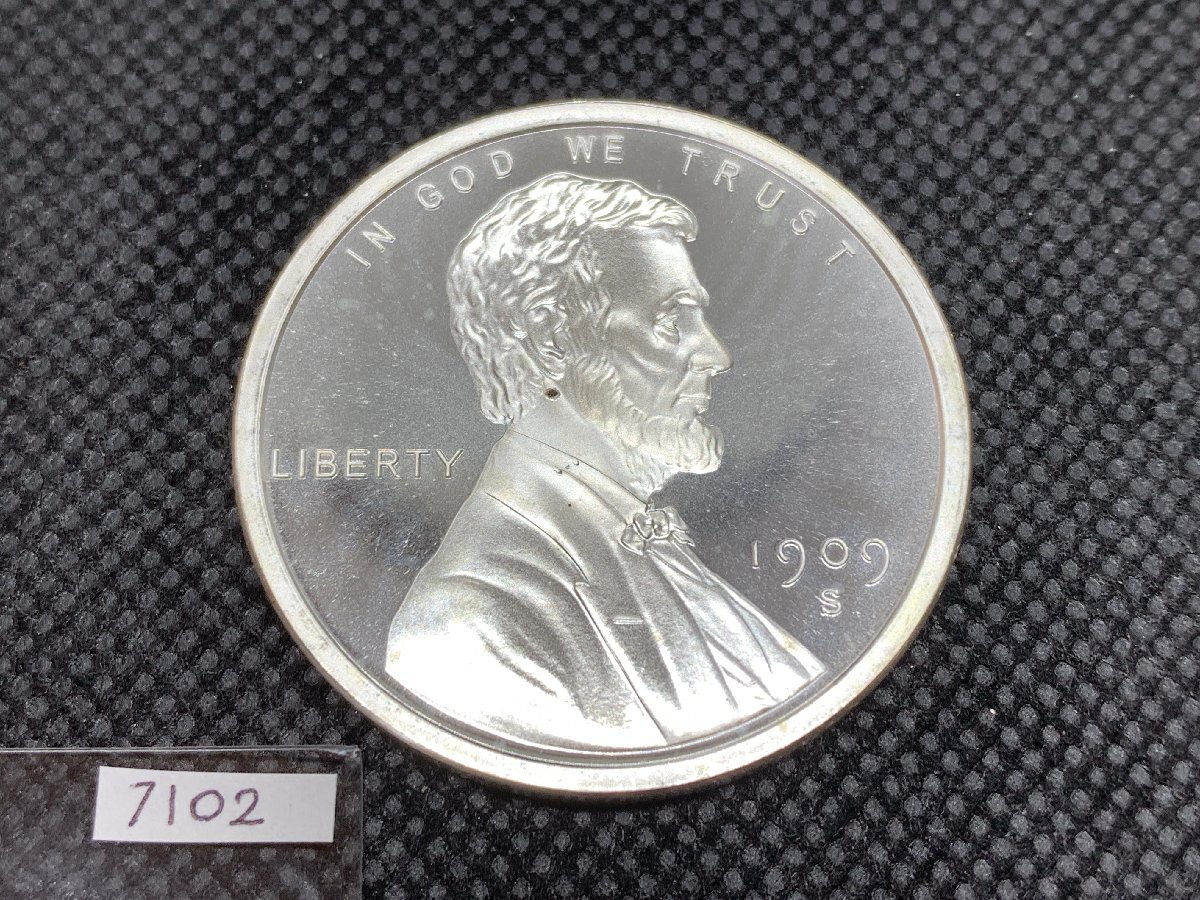 IN GOD WE TRUST
LIBERTY
1909
S
7102